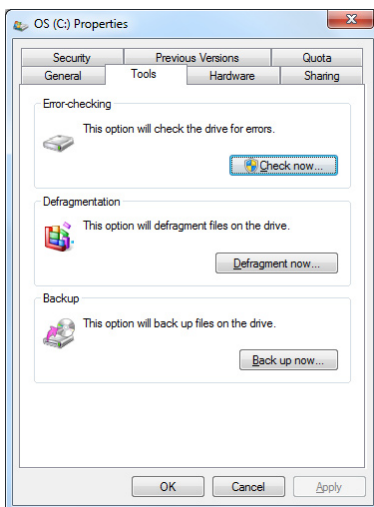 OS (C:) Properties
Security Previous Versions Quota
General Tools Hardware Sharing
Error-checking
This option will check the drive for errors.
Check now...
Defragmentation
This option will defragment files on the drive.
Defragment now...
Backup
This option will back up files on the drive.
Back up now...
OK Cancel Apply